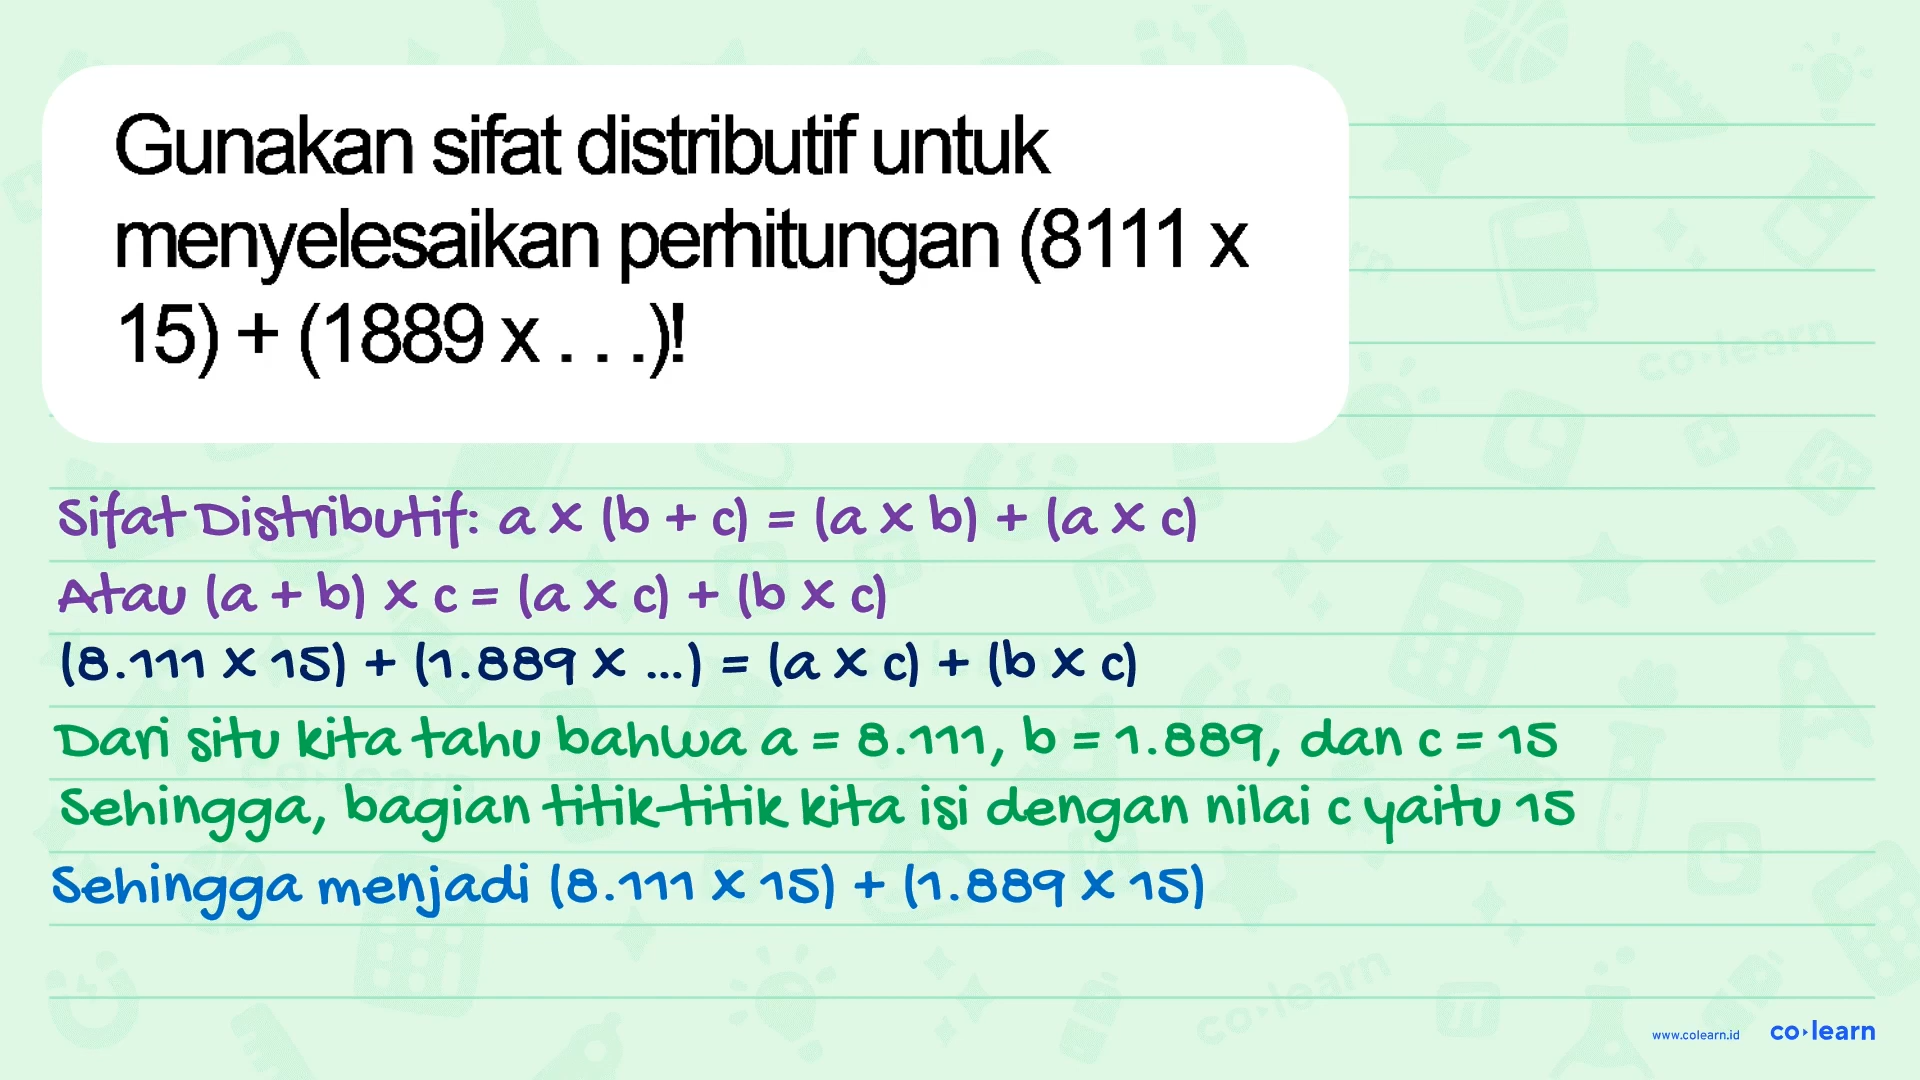 Gunakan sifat distributif untuk
menyelesaikan perhitungan (8111 x
15) + (1889 x . . .)!
Sifat Distributif: a x (b + c) = (a x b) + (a x c)
Atau (a + b) x c = (a x c) + (b x c)
(8.111 x 15) + (1.889 x ...) = (a x c) + (b x c)
Dari situ kita tahu bahwa a = 8.111, b = 1.889, dan c = 15
Sehingga, bagian titik-titik kita isi dengan nilai c yaitu 15
Sehingga menjadi (8.111 x 15) + (1.889 x 15)
www.colearn.id co learn